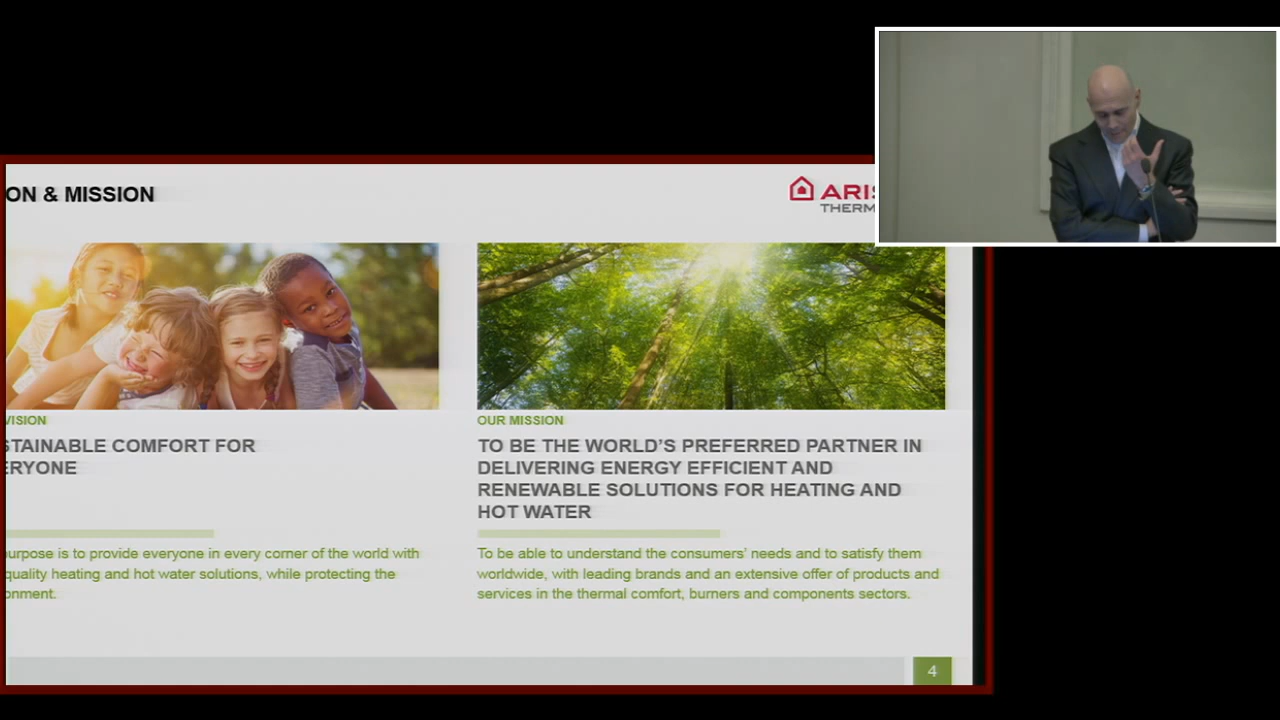 ON & MISSION
ARIS
THERM
VISION
STAINABLE COMFORT FOR
ERYONE
urpose is to provide everyone in every corner of the world with
quality heating and hot water solutions, while protecting the
onment.
OUR MISSION
TO BE THE WORLD'S PREFERRED PARTNER IN
DELIVERING ENERGY EFFICIENT AND
RENEWABLE SOLUTIONS FOR HEATING AND
HOT WATER
To be able to understand the consumers' needs and to satisfy them
worldwide, with leading brands and an extensive offer of products and
services in the thermal comfort, burners and components sectors.
4